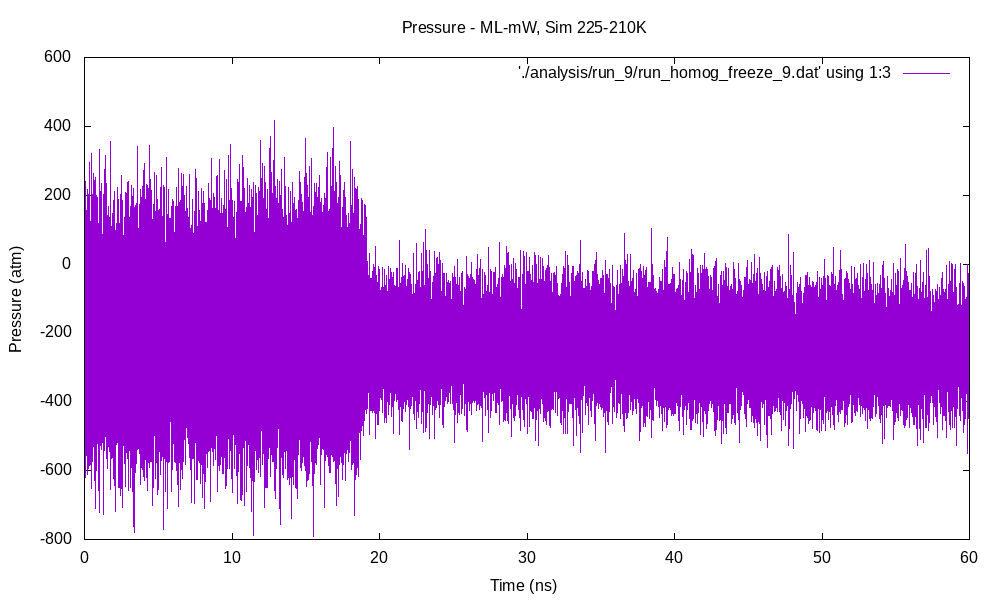 Pressure - ML-mW, Sim 225-210K
'./analysis/run_9/run_homog_freeze_9.dat' using 1:3
600
400
200
0
-200
-400
-600
-800
Pressure (atm)
0 10 20 30 40 50 60
Time (ns)